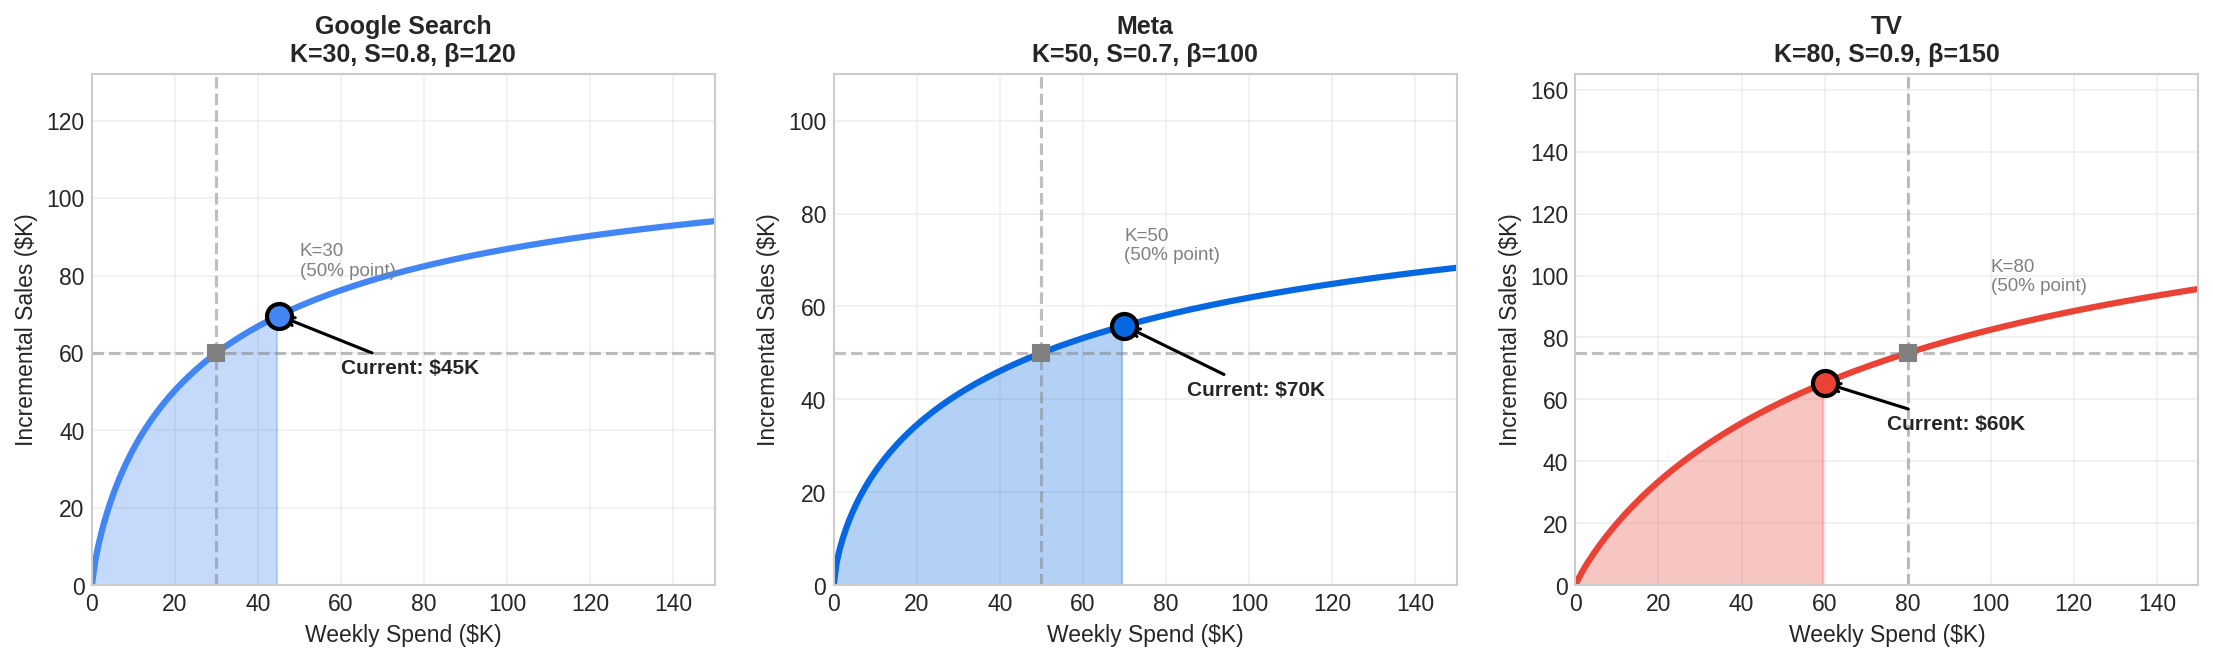 Google Search
K=30, S=0.8, β=120
Incremental Sales ($K)
120
100
80
60
40
20
0
K=30
(50% point)
Current: $45K
0 20 40 60 80 100 120 140
Weekly Spend ($K)
Meta
K=50, S=0.7, β=100
Incremental Sales ($K)
100
80
60
40
20
0
K=50
(50% point)
Current: $70K
0 20 40 60 80 100 120 140
Weekly Spend ($K)
TV
K=80, S=0.9, β=150
Incremental Sales ($K)
160
140
120
100
80
60
40
20
0
K=80
(50% point)
Current: $60K
0 20 40 60 80 100 120 140
Weekly Spend ($K)